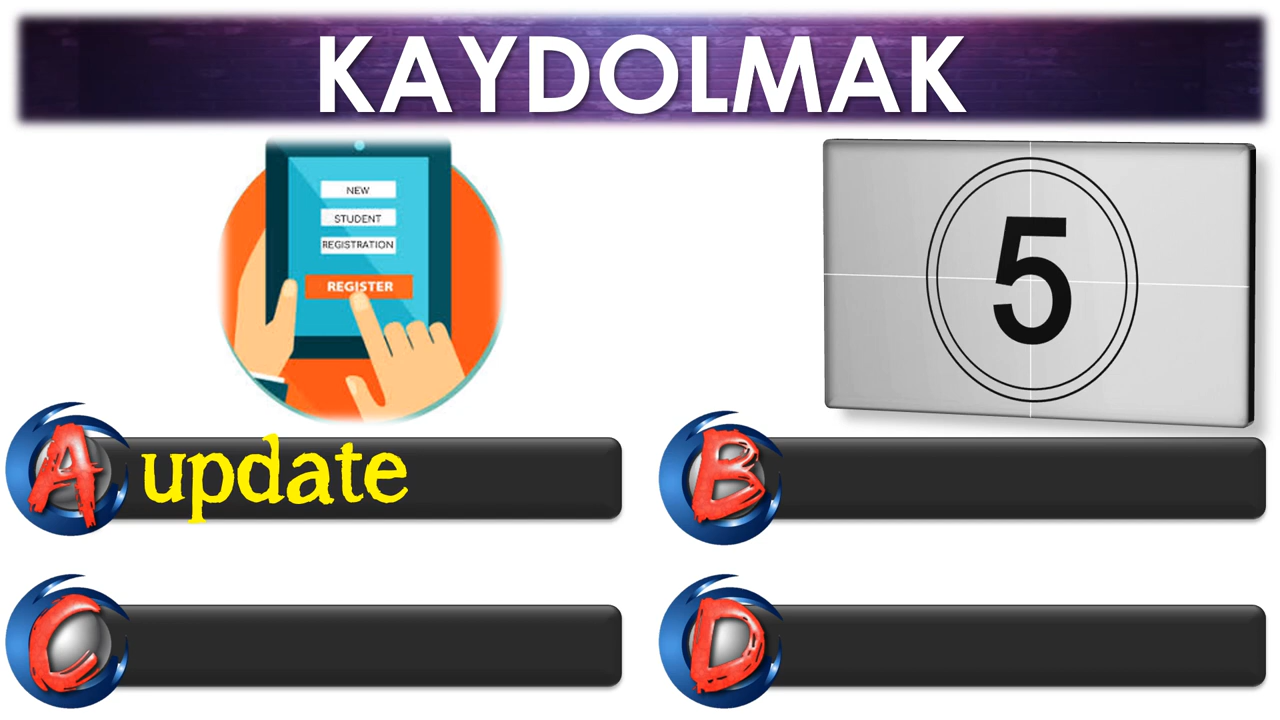 KAYDOLMAK
NEW
STUDENT
REGISTRATION
REGISTER
5
A update
B
C
D